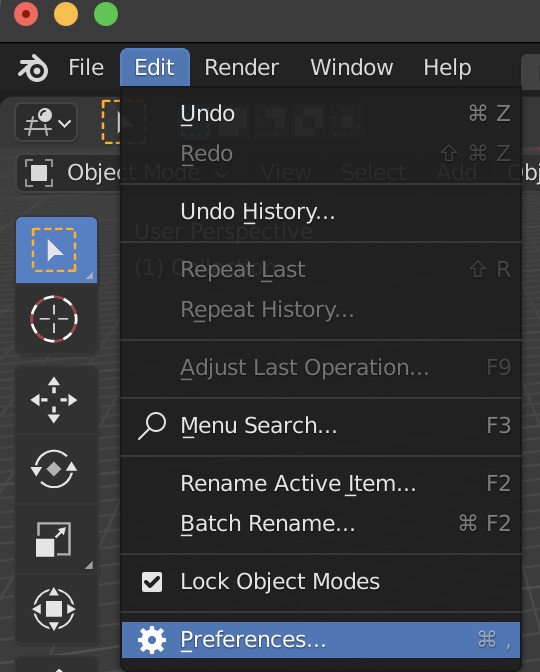 File Edit Render Window Help
Undo ⌘ Z
Redo ⇧ ⌘ Z
Object Mode View Select Add Obj
Undo History...
User Perspective
(1) Collection
Repeat Last ⇧ R
Repeat History...
Adjust Last Operation... F9
Menu Search... F3
Rename Active Item... F2
Batch Rename... ⌘ F2
Lock Object Modes
Preferences... ⌘ ,